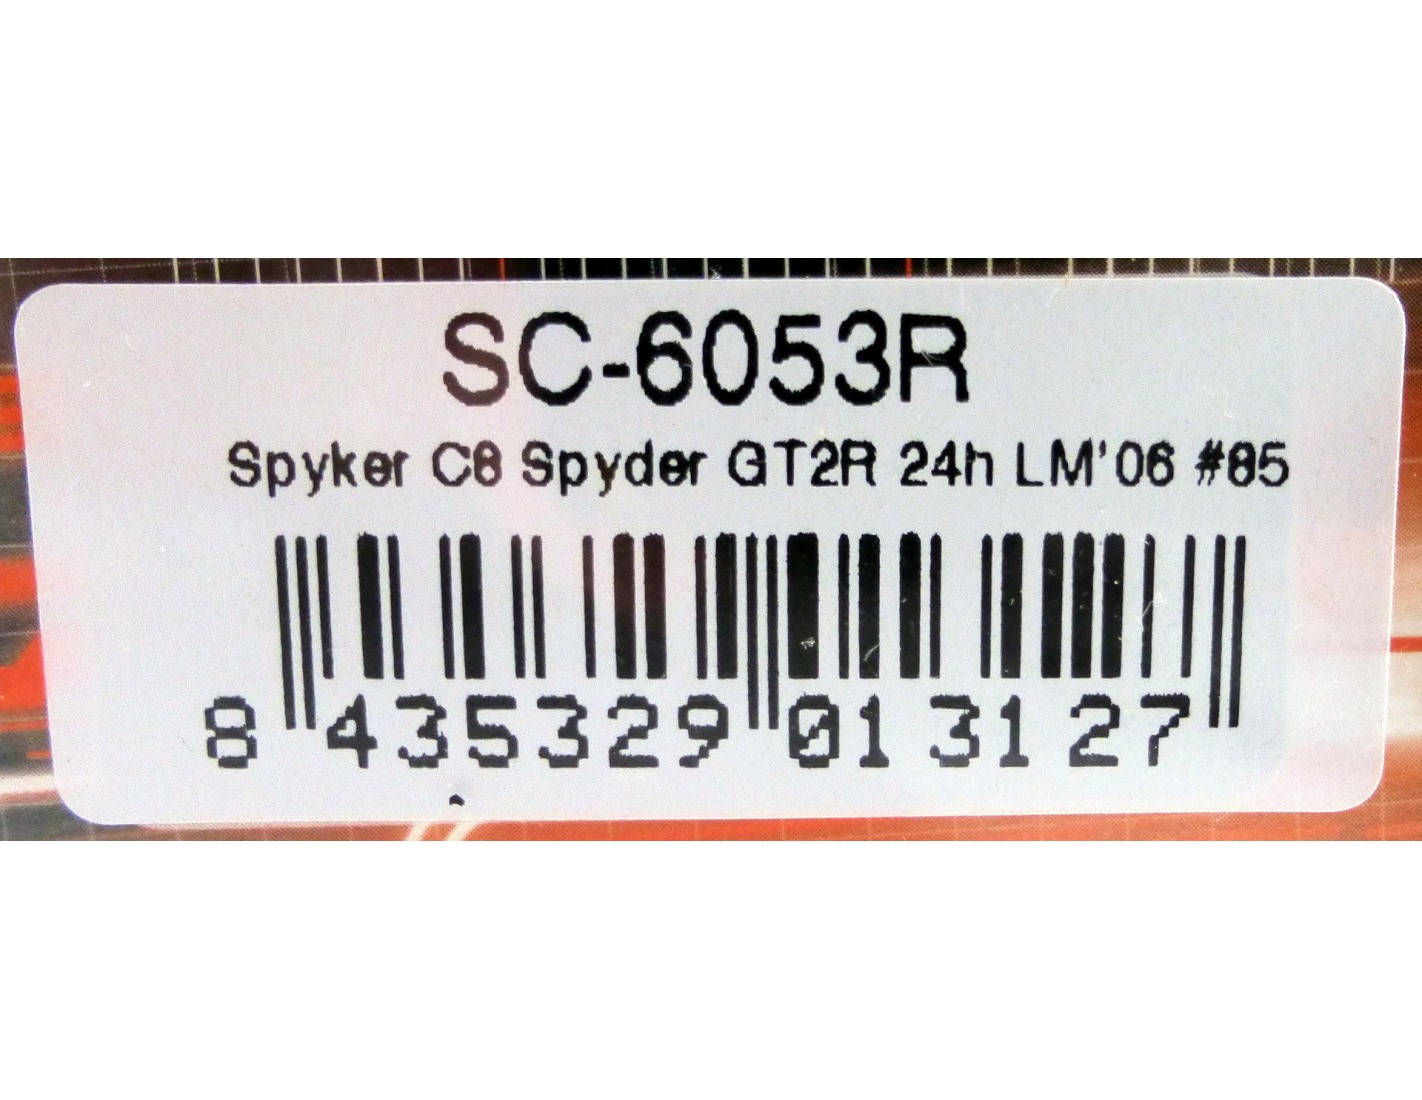 SC-6053R
Spyker C8 Spyder GT2R 24h LM'06 #85
8 435329 013127